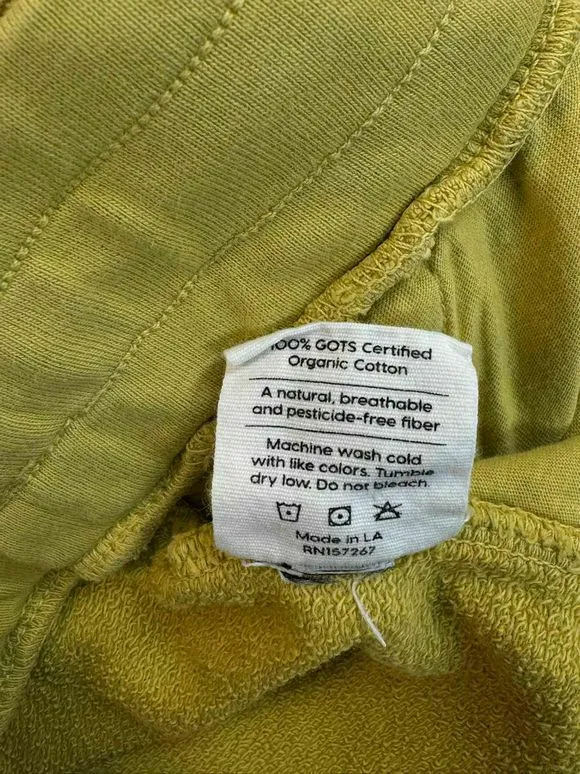 100% GOTS Certified
Organic Cotton
A natural, breathable
and pesticide-free fiber
Machine wash cold
with like colors. Tumble
dry low. Do not bleach.
Made in LA
RN157267